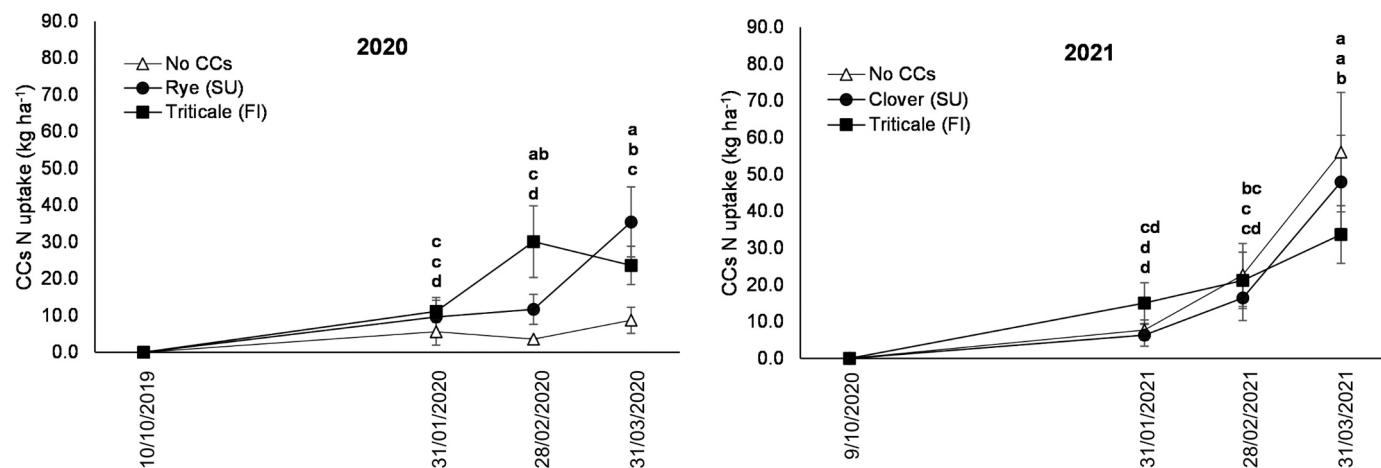 2020
CCs N uptake (kg ha⁻¹)
90.0
80.0
70.0
60.0
50.0
40.0
30.0
20.0
10.0
0.0
No CCs
Rye (SU)
Triticale (FI)
c
c
d
ab
c
d
a
b
c
10/10/2019
31/01/2020
28/02/2020
31/03/2020
2021
CCs N uptake (kg ha⁻¹)
90.0
80.0
70.0
60.0
50.0
40.0
30.0
20.0
10.0
0.0
No CCs
Clover (SU)
Triticale (FI)
cd
d
d
bc
c
cd
a
a
b
9/10/2020
31/01/2021
28/02/2021
31/03/2021